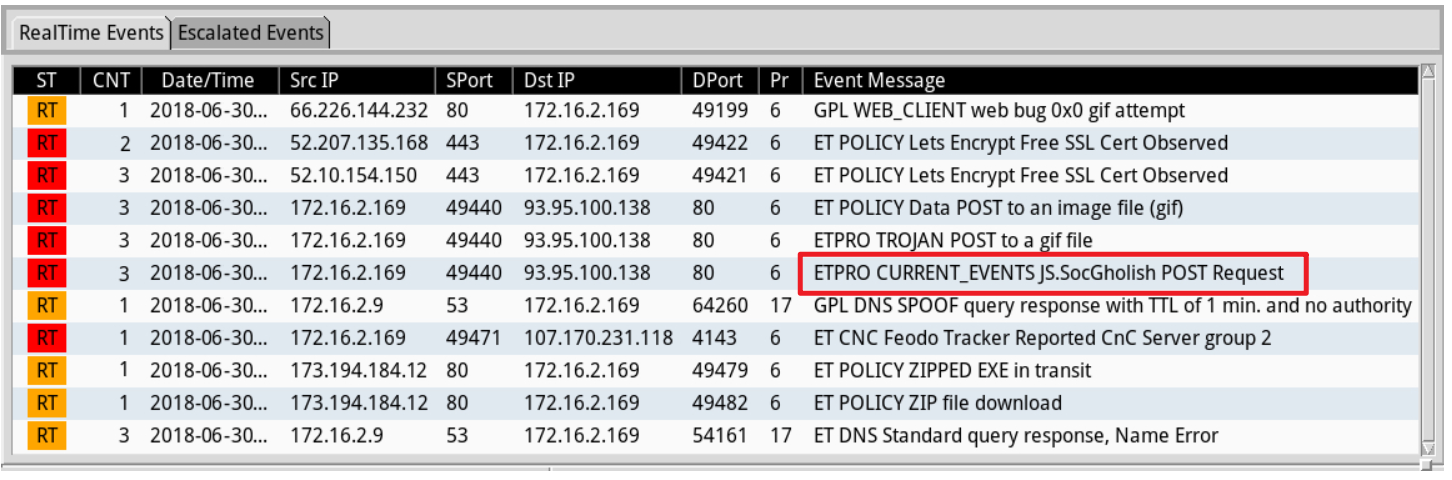 RealTime Events Escalated Events
ST CNT Date/Time Src IP SPort Dst IP DPort Pr Event Message
RT 1 2018-06-30... 66.226.144.232 80 172.16.2.169 49199 6 GPL WEB_CLIENT web bug 0x0 gif attempt
RT 2 2018-06-30... 52.207.135.168 443 172.16.2.169 49422 6 ET POLICY Lets Encrypt Free SSL Cert Observed
RT 3 2018-06-30... 52.10.154.150 443 172.16.2.169 49421 6 ET POLICY Lets Encrypt Free SSL Cert Observed
RT 3 2018-06-30... 172.16.2.169 49440 93.95.100.138 80 6 ET POLICY Data POST to an image file (gif)
RT 3 2018-06-30... 172.16.2.169 49440 93.95.100.138 80 6 ETPRO TROJAN POST to a gif file
RT 3 2018-06-30... 172.16.2.169 49440 93.95.100.138 80 6 ETPRO CURRENT_EVENTS JS.SocGholish POST Request
RT 1 2018-06-30... 172.16.2.9 53 172.16.2.169 64260 17 GPL DNS SPOOF query response with TTL of 1 min. and no authority
RT 1 2018-06-30... 172.16.2.169 49471 107.170.231.118 4143 6 ET CNC Feodo Tracker Reported CnC Server group 2
RT 1 2018-06-30... 173.194.184.12 80 172.16.2.169 49479 6 ET POLICY ZIPPED EXE in transit
RT 1 2018-06-30... 173.194.184.12 80 172.16.2.169 49482 6 ET POLICY ZIP file download
RT 3 2018-06-30... 172.16.2.9 53 172.16.2.169 54161 17 ET DNS Standard query response, Name Error